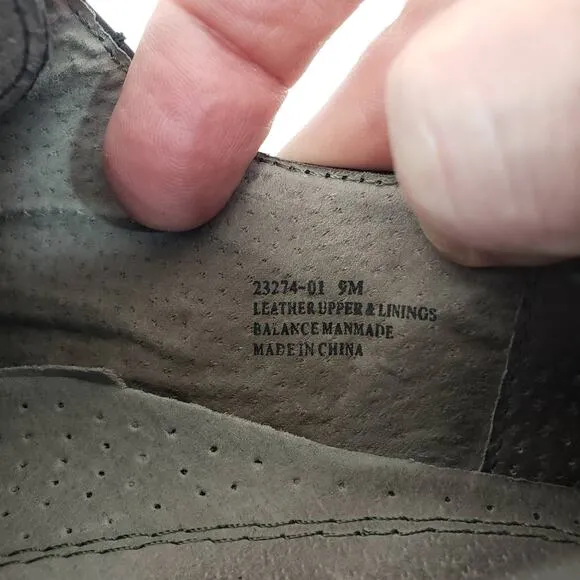 23274-01 9M
LEATHER UPPER & LININGS
BALANCE MANMADE
MADE IN CHINA